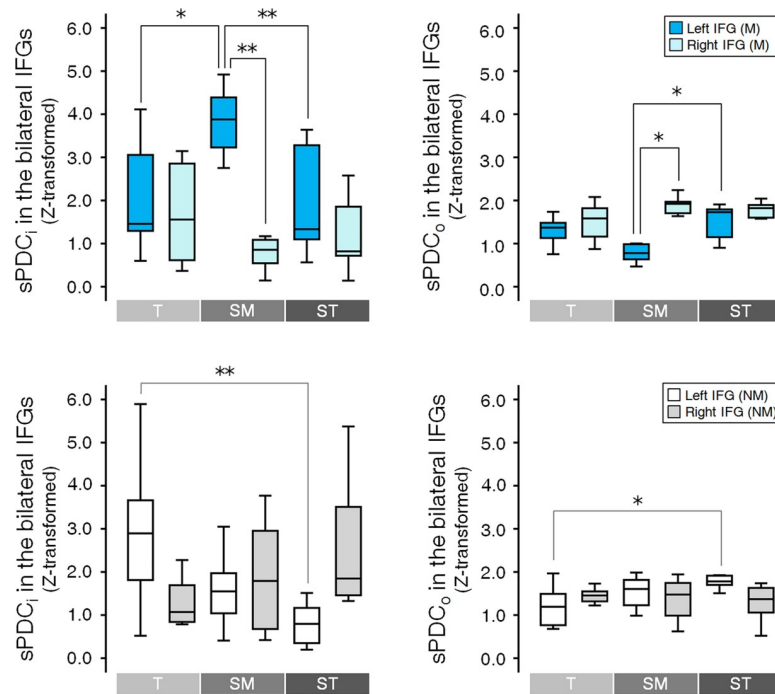 * **
6.0
**
5.0
4.0
3.0
2.0
1.0
0.0
sPDCi in the bilateral IFGs
(Z-transformed)
T SM ST
Left IFG (M)
Right IFG (M)
6.0
5.0
4.0
3.0
2.0
1.0
0.0
*
*
sPDCo in the bilateral IFGs
(Z-transformed)
T SM ST
**
6.0
5.0
4.0
3.0
2.0
1.0
0.0
sPDCi in the bilateral IFGs
(Z-transformed)
T SM ST
Left IFG (NM)
Right IFG (NM)
6.0
5.0
4.0
3.0
2.0
1.0
0.0
*
sPDCo in the bilateral IFGs
(Z-transformed)
T SM ST